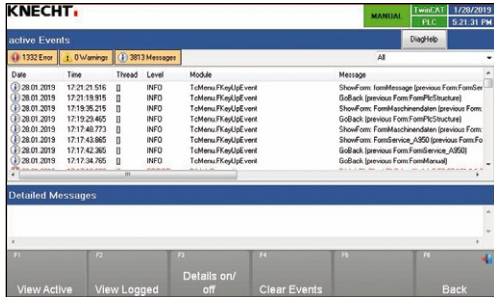 KNECHT.
MANUAL
TwinCAT
PLC
1/28/2019
5:21:31 PM
active Events
DiagHelp
1332 Error
0 Warnings
3813 Messages
All
Date Time Thread Level Module Message
28.01.2019 17:21:21.516 [] INFO TcMenu.FKeyUpEvent ShowForm: formMessage (previous Form:FormSer
28.01.2019 17:21:19.915 [] INFO TcMenu.FKeyUpEvent GoBack (previous Form:FormPlcStructure)
28.01.2019 17:19:35.215 [] INFO TcMenu.FKeyUpEvent ShowForm: FormMaschinendaten (previous Form:
28.01.2019 17:19:29.465 [] INFO TcMenu.FKeyUpEvent GoBack (previous Form:FormPlcStructure)
28.01.2019 17:17:48.773 [] INFO TcMenu.FKeyUpEvent ShowForm: FormMaschinendaten (previous Form:
28.01.2019 17:17:43.865 [] INFO TcMenu.FKeyUpEvent ShowForm: FormService_A950 (previous Form:Fo
28.01.2019 17:17:42.365 [] INFO TcMenu.FKeyUpEvent GoBack (previous Form:FormService_A950)
28.01.2019 17:17:34.765 [] INFO TcMenu.FKeyUpEvent GoBack (previous Form:FormManual)
Detailed Messages
F1 F2 F3 F4 F5 F6
View Active
View Logged
Details on/
off
Clear Events
Back